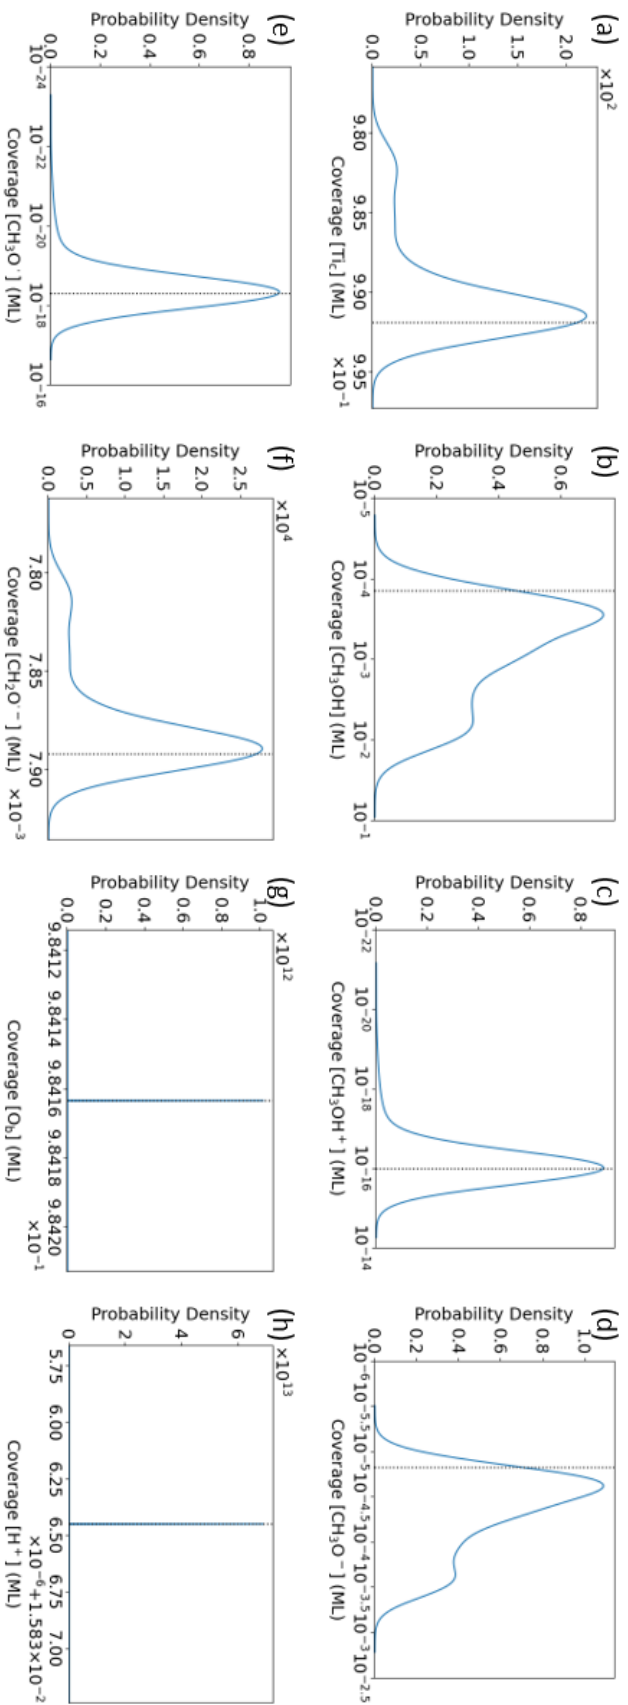 (a)
×10²
Probability Density
0.0 0.5 1.0 1.5 2.0
9.80 9.85 9.90 9.95
×10⁻¹
Coverage [Ti_c] (ML)
(b)
Probability Density
0.0 0.2 0.4 0.6
10⁻⁵ 10⁻⁴ 10⁻³ 10⁻² 10⁻¹
Coverage [CH₃OH] (ML)
(c)
Probability Density
0.0 0.2 0.4 0.6 0.8
10⁻²² 10⁻²⁰ 10⁻¹⁸ 10⁻¹⁶ 10⁻¹⁴
Coverage [CH₃OH⁺] (ML)
(d)
Probability Density
0.0 0.2 0.4 0.6 0.8 1.0
10⁻⁶ 10⁻⁵·⁵ 10⁻⁵ 10⁻⁴·⁵ 10⁻⁴ 10⁻³·⁵ 10⁻³ 10⁻²·⁵
Coverage [CH₃O⁻] (ML)
(e)
Probability Density
0.0 0.2 0.4 0.6 0.8
10⁻²⁴ 10⁻²² 10⁻²⁰ 10⁻¹⁸ 10⁻¹⁶
Coverage [CH₃O˙] (ML)
(f)
×10⁴
Probability Density
0.0 0.5 1.0 1.5 2.0 2.5
7.80 7.85 7.90
×10⁻³
Coverage [CH₂O˙⁻] (ML)
(g)
×10¹²
Probability Density
0.0 0.2 0.4 0.6 0.8 1.0
9.8412 9.8414 9.8416 9.8418 9.8420
×10⁻¹
Coverage [O_b] (ML)
(h)
×10¹³
Probability Density
0 2 4 6
5.75 6.00 6.25 6.50 6.75 7.00
×10⁻⁶+1.583×10⁻²
Coverage [H⁺] (ML)